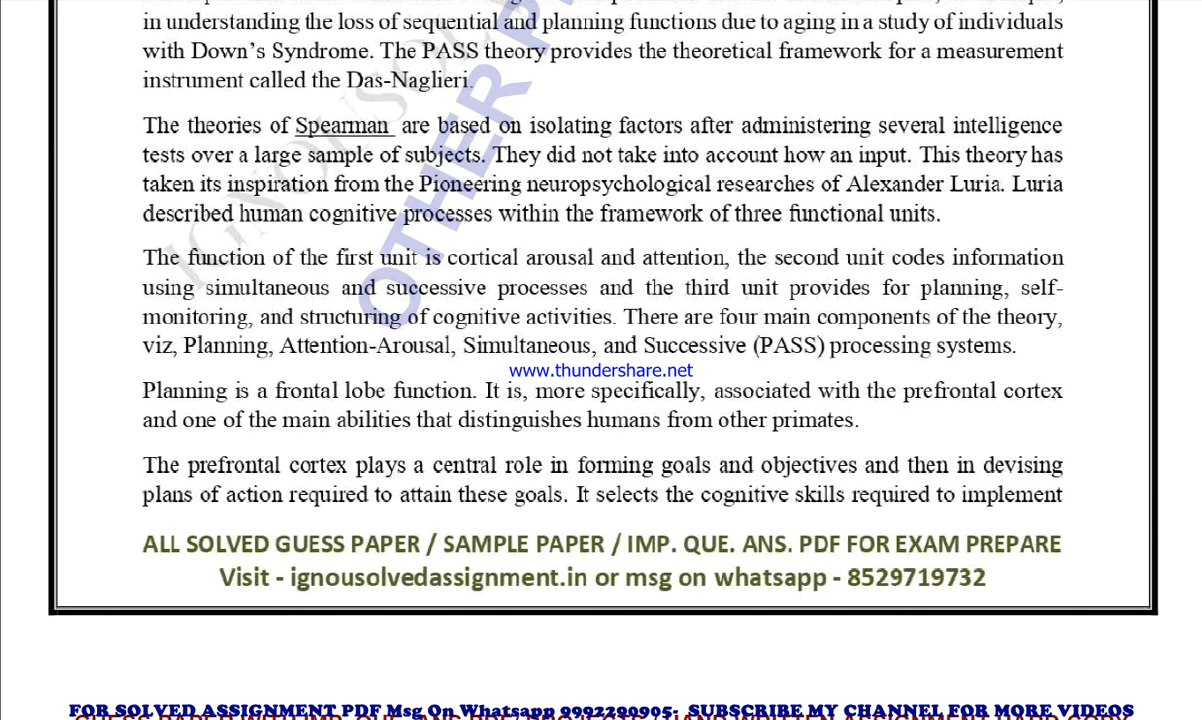 in understanding the loss of sequential and planning functions due to aging in a study of individuals
with Down's Syndrome. The PASS theory provides the theoretical framework for a measurement
instrument called the Das-Naglieri.
The theories of Spearman are based on isolating factors after administering several intelligence
tests over a large sample of subjects. They did not take into account how an input. This theory has
taken its inspiration from the Pioneering neuropsychological researches of Alexander Luria. Luria
described human cognitive processes within the framework of three functional units.
The function of the first unit is cortical arousal and attention, the second unit codes information
using simultaneous and successive processes and the third unit provides for planning, self-
monitoring, and structuring of cognitive activities. There are four main components of the theory,
viz, Planning, Attention-Arousal, Simultaneous, and Successive (PASS) processing systems.
www.thundershare.net
Planning is a frontal lobe function. It is, more specifically, associated with the prefrontal cortex
and one of the main abilities that distinguishes humans from other primates.
The prefrontal cortex plays a central role in forming goals and objectives and then in devising
plans of action required to attain these goals. It selects the cognitive skills required to implement
OTHER
ALL SOLVED GUESS PAPER / SAMPLE PAPER / IMP. QUE. ANS. PDF FOR EXAM PREPARE
Visit - ignousolvedassignment.in or msg on whatsapp - 8529719732
FOR SOLVED ASSIGNMENT PDF Msg On Whatsapp 9992290905- SUBSCRIBE MY CHANNEL FOR MORE VIDEOS